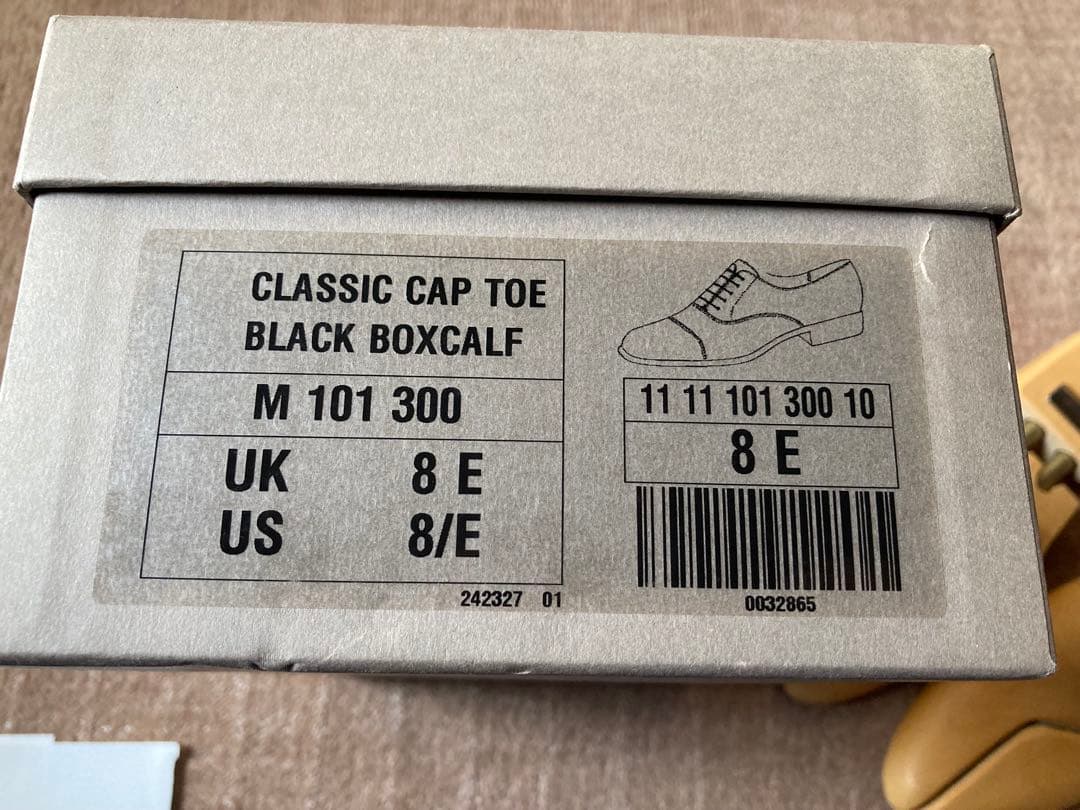 CLASSIC CAP TOE
BLACK BOXCALF
M 101 300
UK 8 E
US 8/E
242327 01
11 11 101 300 10
8 E
0032865